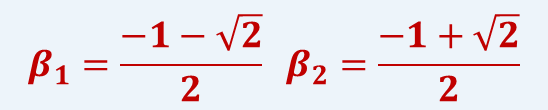 β₁ = (−1 − √2)/2 β₂ = (−1 + √2)/2